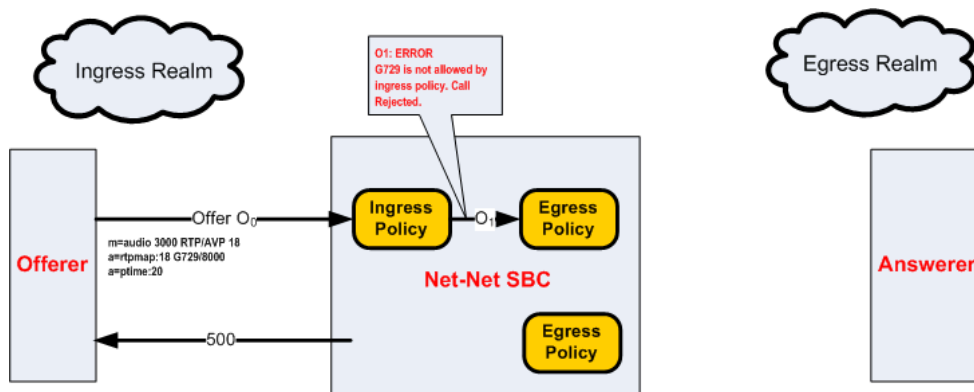 Ingress Realm
Egress Realm
O1: ERROR
G729 is not allowed by
ingress policy. Call
Rejected.
Offerer
Offer O₀
m=audio 3000 RTP/AVP 18
a=rtpmap:18 G729/8000
a=ptime:20
Ingress
Policy
O₁
Egress
Policy
Net-Net SBC
Answerer
500
Egress
Policy